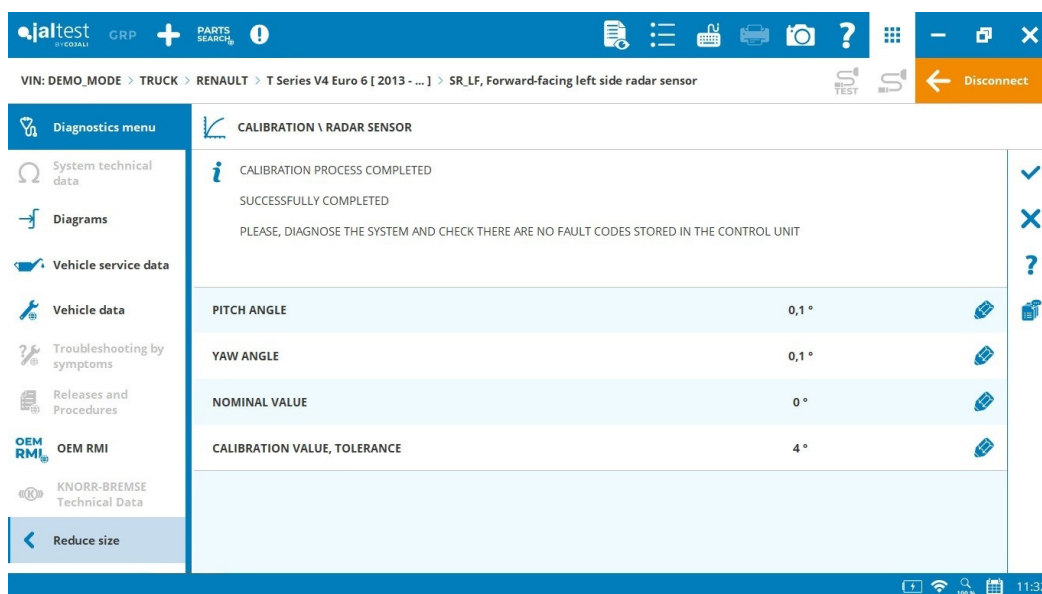 jaltest GRP PARTS SEARCH
BY COJALI
VIN: DEMO_MODE > TRUCK > RENAULT > T Series V4 Euro 6 [ 2013 - ... ] > SR_LF, Forward-facing left side radar sensor
TEST
Disconnect
Diagnostics menu
CALIBRATION \ RADAR SENSOR
System technical
data
Diagrams
Vehicle service data
Vehicle data
Troubleshooting by
symptoms
Releases and
Procedures
OEM
RMI
OEM RMI
KNORR-BREMSE
Technical Data
Reduce size
CALIBRATION PROCESS COMPLETED
SUCCESSFULLY COMPLETED
PLEASE, DIAGNOSE THE SYSTEM AND CHECK THERE ARE NO FAULT CODES STORED IN THE CONTROL UNIT
PITCH ANGLE 0,1 °
YAW ANGLE 0,1 °
NOMINAL VALUE 0 °
CALIBRATION VALUE, TOLERANCE 4 °
100 %